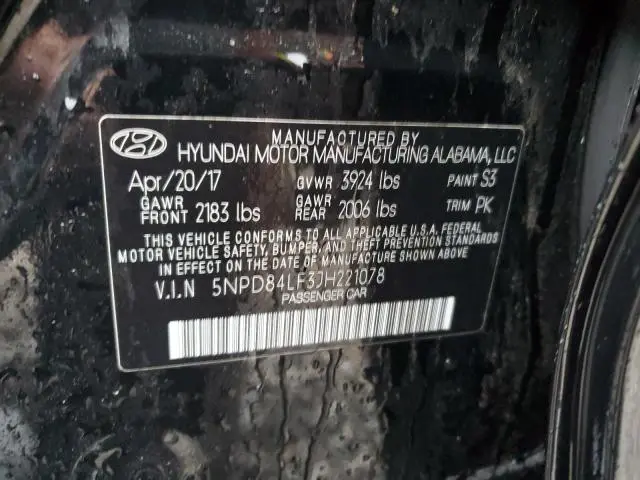 MANUFACTURED BY
HYUNDAI MOTOR MANUFACTURING ALABAMA, LLC
Apr/20/17 GVWR 3924 lbs PAINT S3
GAWR FRONT 2183 lbs GAWR REAR 2006 lbs TRIM PK
THIS VEHICLE CONFORMS TO ALL APPLICABLE U.S.A. FEDERAL
MOTOR VEHICLE SAFETY, BUMPER, AND THEFT PREVENTION STANDARDS
IN EFFECT ON THE DATE OF MANUFACTURE SHOWN ABOVE
V.I.N 5NPD84LF3JH221078
PASSENGER CAR